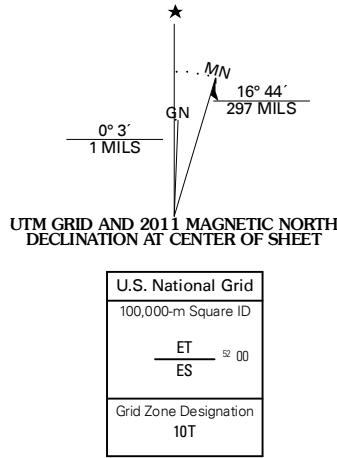 ★
MN
GN
16° 44´
297 MILS
0° 3´
1 MILS
UTM GRID AND 2011 MAGNETIC NORTH
DECLINATION AT CENTER OF SHEET
U.S. National Grid
100,000-m Square ID
ET
52 00
ES
Grid Zone Designation
10T